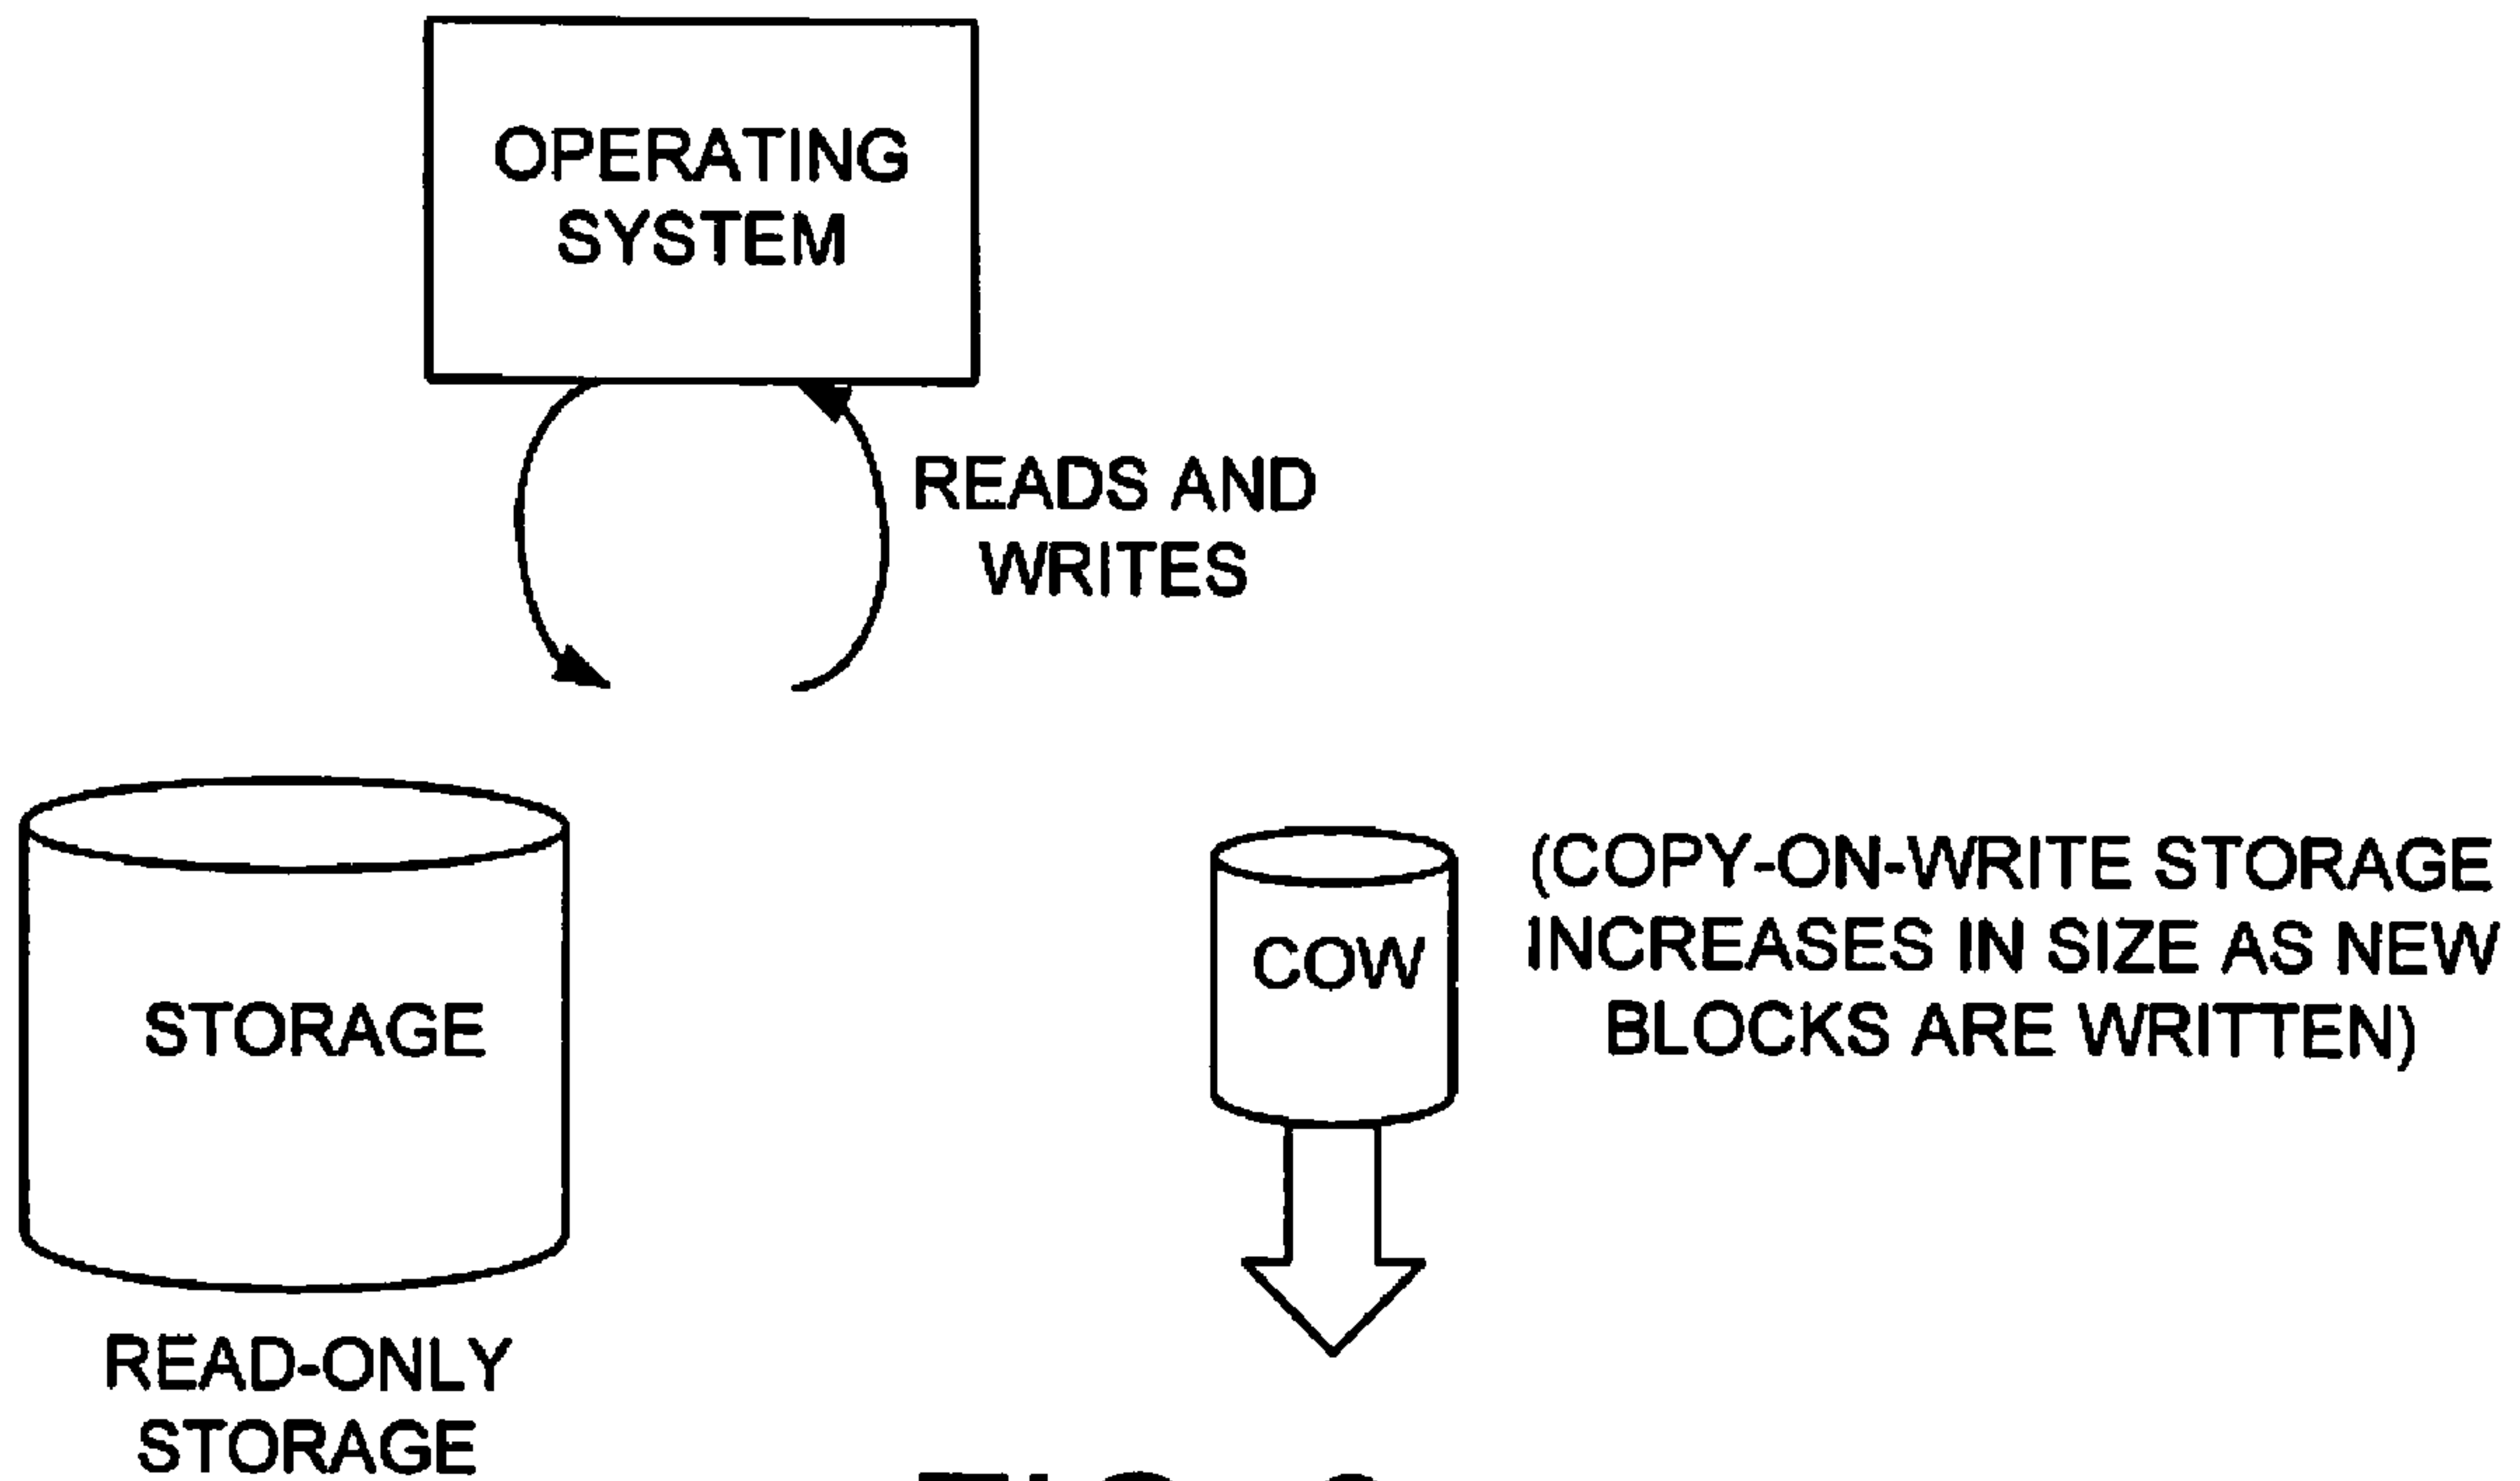 OPERATING
SYSTEM
READS AND
WRITES
STORAGE
READ-ONLY
STORAGE
COW
(COPY-ON-WRITE STORAGE
INCREASES IN SIZE AS NEW
BLOCKS ARE WRITTEN)